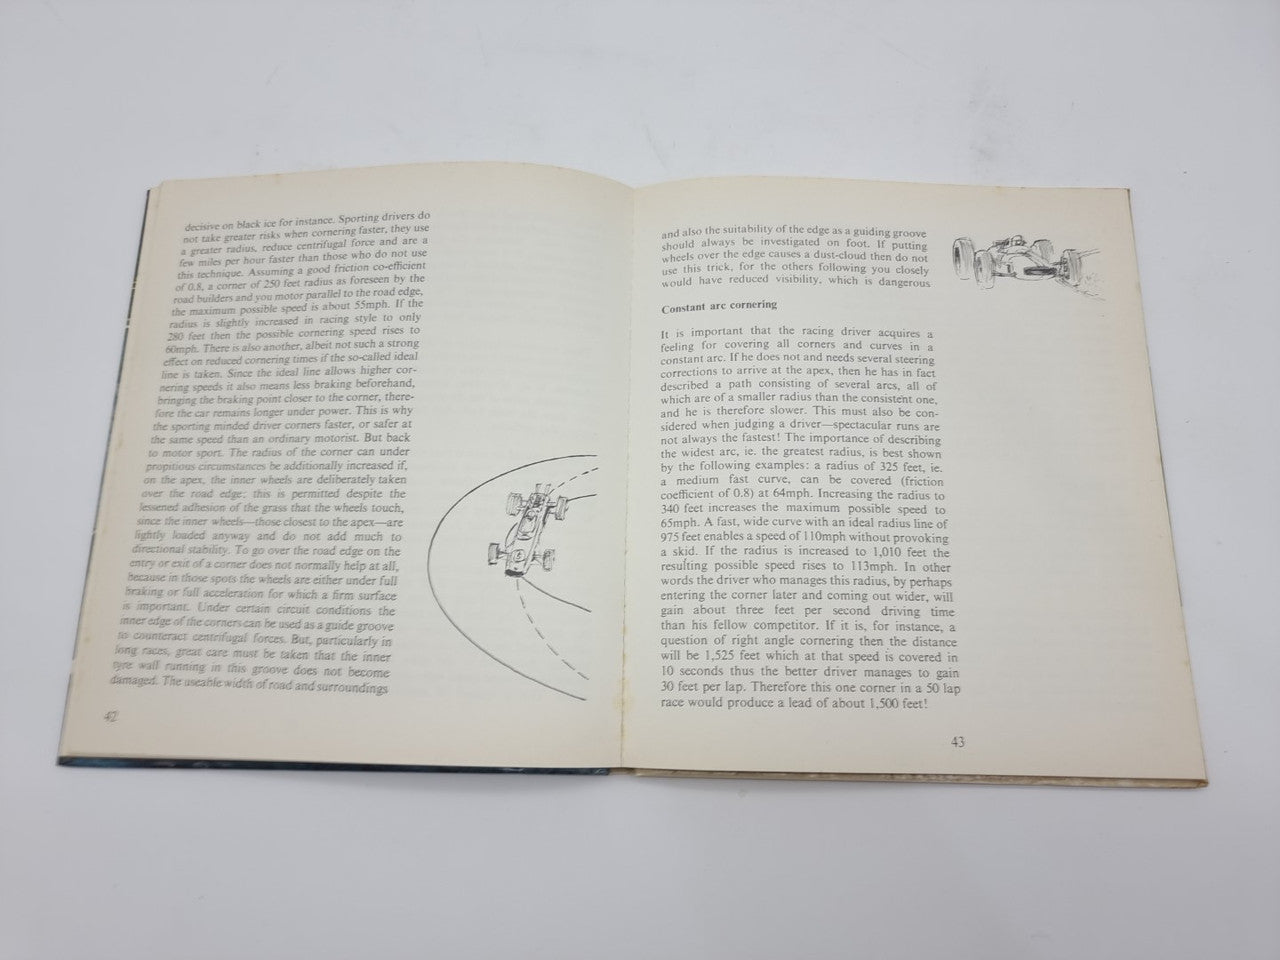 decisive on black ice for instance. Sporting drivers do
not take greater risks when cornering faster, they use
a greater radius, reduce centrifugal force and are a
few miles per hour faster than those who do not use
this technique. Assuming a good friction co-efficient
of 0.8, a corner of 250 feet radius as foreseen by the
road builders and you motor parallel to the road edge,
the maximum possible speed is about 55mph. If the
radius is slightly increased in racing style to only
280 feet then the possible cornering speed rises to
60mph. There is also another, albeit not such a strong
effect on reduced cornering times if the so-called ideal
line is taken. Since the ideal line allows higher cor-
nering speeds it also means less braking beforehand,
bringing the braking point closer to the corner, there-
fore the car remains longer under power. This is why
the sporting minded driver corners faster, or safer at
the same speed than an ordinary motorist. But back
to motor sport. The radius of the corner can under
propitious circumstances be additionally increased if,
on the apex, the inner wheels are deliberately taken
over the road edge; this is permitted despite the
lessened adhesion of the grass that the wheels touch,
since the inner wheels—those closest to the apex—are
lightly loaded anyway and do not add much to
directional stability. To go over the road edge on the
entry or exit of a corner does not normally help at all,
because in those spots the wheels are either under full
braking or full acceleration for which a firm surface
is important. Under certain circuit conditions the
inner edge of the corners can be used as a guide groove
to counteract centrifugal forces. But, particularly in
long races, great care must be taken that the inner
tyre wall running in this groove does not become
damaged. The useable width of road and surroundings
42
and also the suitability of the edge as a guiding groove
should always be investigated on foot. If putting
wheels over the edge causes a dust-cloud then do not
use this trick, for the others following you closely
would have reduced visibility, which is dangerous
Constant arc cornering
It is important that the racing driver acquires a
feeling for covering all corners and curves in a
constant arc. If he does not and needs several steering
corrections to arrive at the apex, then he has in fact
described a path consisting of several arcs, all of
which are of a smaller radius than the consistent one,
and he is therefore slower. This must also be con-
sidered when judging a driver—spectacular runs are
not always the fastest! The importance of describing
the widest arc, ie. the greatest radius, is best shown
by the following examples: a radius of 325 feet, ie.
a medium fast curve, can be covered (friction
coefficient of 0.8) at 64mph. Increasing the radius to
340 feet increases the maximum possible speed to
65mph. A fast, wide curve with an ideal radius line of
975 feet enables a speed of 110mph without provoking
a skid. If the radius is increased to 1,010 feet the
resulting possible speed rises to 113mph. In other
words the driver who manages this radius, by perhaps
entering the corner later and coming out wider, will
gain about three feet per second driving time
than his fellow competitor. If it is, for instance, a
question of right angle cornering then the distance
will be 1,525 feet which at that speed is covered in
10 seconds thus the better driver manages to gain
30 feet per lap. Therefore this one corner in a 50 lap
race would produce a lead of about 1,500 feet!
43